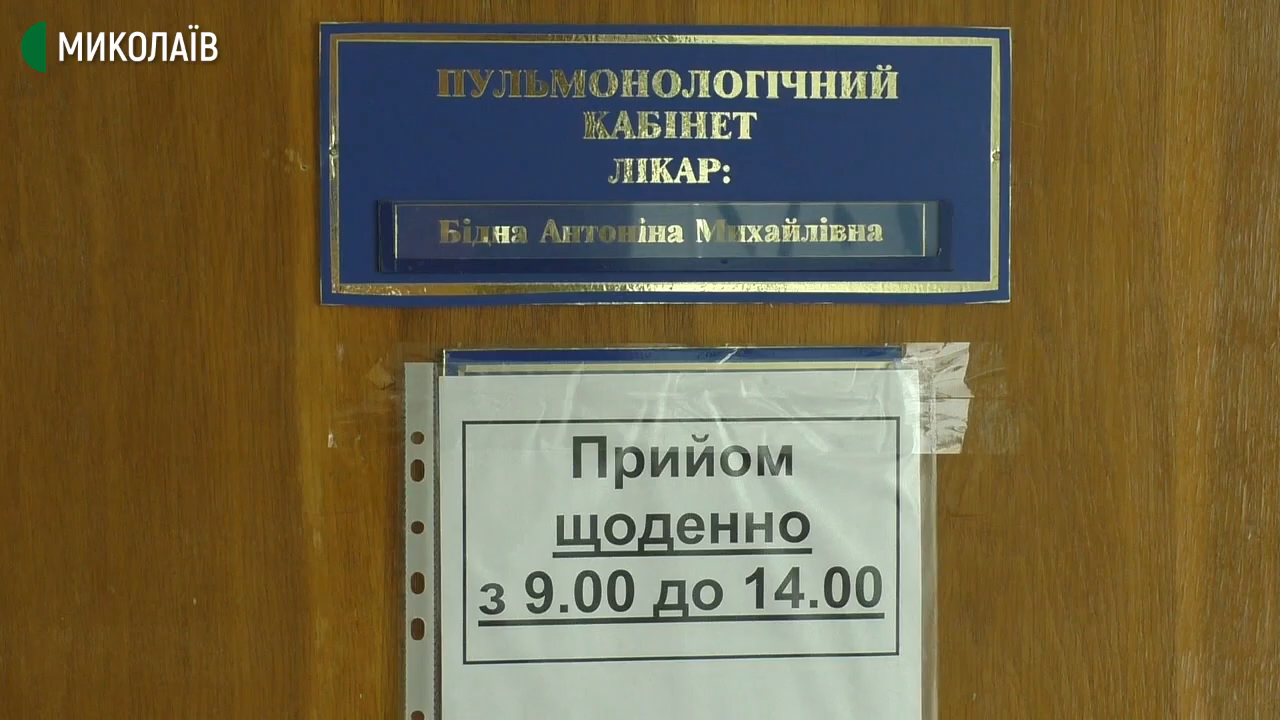 МИКОЛАЇВ
ПУЛЬМОНОЛОГІЧНИЙ
КАБІНЕТ
ЛІКАР:
Бідна Антоніна Михайлівна
Прийом
щоденно
з 9.00 до 14.00